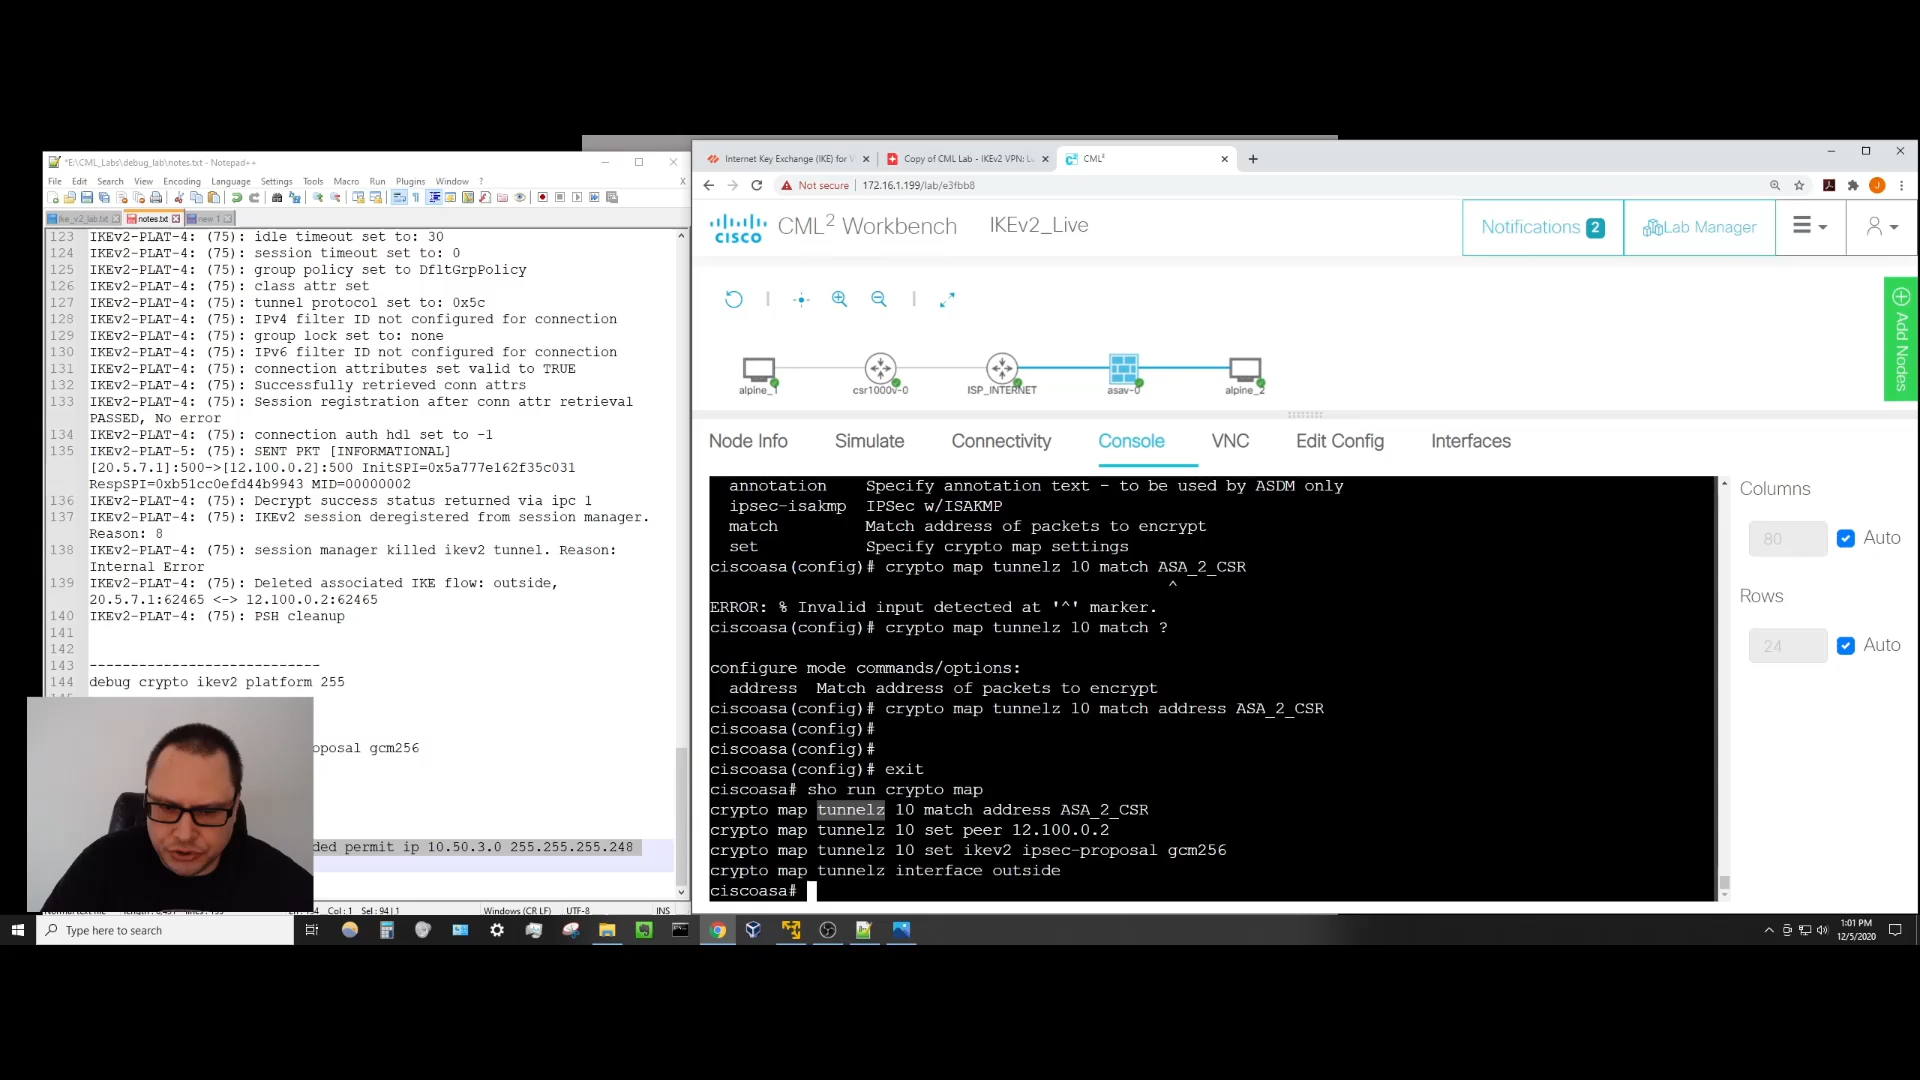 *E:\CML_Labs\debug_lab\notes.txt - Notepad++
File Edit Search View Encoding Language Settings Tools Macro Run Plugins Window ? X
ike_v2_lab.txt notes.txt new 1
123 IKEv2-PLAT-4: (75): idle timeout set to: 30
124 IKEv2-PLAT-4: (75): session timeout set to: 0
125 IKEv2-PLAT-4: (75): group policy set to DfltGrpPolicy
126 IKEv2-PLAT-4: (75): class attr set
127 IKEv2-PLAT-4: (75): tunnel protocol set to: 0x5c
128 IKEv2-PLAT-4: (75): IPv4 filter ID not configured for connection
129 IKEv2-PLAT-4: (75): group lock set to: none
130 IKEv2-PLAT-4: (75): IPv6 filter ID not configured for connection
131 IKEv2-PLAT-4: (75): connection attributes set valid to TRUE
132 IKEv2-PLAT-4: (75): Successfully retrieved conn attrs
133 IKEv2-PLAT-4: (75): Session registration after conn attr retrieval
PASSED, No error
134 IKEv2-PLAT-4: (75): connection auth hdl set to -1
135 IKEv2-PLAT-5: (75): SENT PKT [INFORMATIONAL]
[20.5.7.1]:500->[12.100.0.2]:500 InitSPI=0x5a777e162f35c031
RespSPI=0xb51cc0efd44b9943 MID=00000002
136 IKEv2-PLAT-4: (75): Decrypt success status returned via ipc 1
137 IKEv2-PLAT-4: (75): IKEv2 session deregistered from session manager.
Reason: 8
138 IKEv2-PLAT-4: (75): session manager killed ikev2 tunnel. Reason:
Internal Error
139 IKEv2-PLAT-4: (75): Deleted associated IKE flow: outside,
20.5.7.1:62465 <-> 12.100.0.2:62465
140 IKEv2-PLAT-4: (75): PSH cleanup
141
142
143 ----------------------------
144 debug crypto ikev2 platform 255
oposal gcm256
ded permit ip 10.50.3.0 255.255.255.248
Col : 1 Sel : 94 | 1 Windows (CR LF) UTF-8 INS
Internet Key Exchange (IKE) for V
Copy of CML Lab - IKEv2 VPN: L
CML²
Not secure | 172.16.1.199/lab/e3fbb8
J
CISCO CML² Workbench IKEv2_Live
Notifications 2
Lab Manager
Add Nodes
alpine_1 csr1000v-0 ISP_INTERNET asav-0 alpine_2
Node Info Simulate Connectivity Console VNC Edit Config Interfaces
annotation Specify annotation text - to be used by ASDM only
ipsec-isakmp IPSec w/ISAKMP
match Match address of packets to encrypt
set Specify crypto map settings
ciscoasa(config)# crypto map tunnelz 10 match ASA_2_CSR
^
ERROR: % Invalid input detected at '^' marker.
ciscoasa(config)# crypto map tunnelz 10 match ?
configure mode commands/options:
address Match address of packets to encrypt
ciscoasa(config)# crypto map tunnelz 10 match address ASA_2_CSR
ciscoasa(config)#
ciscoasa(config)#
ciscoasa(config)# exit
ciscoasa# sho run crypto map
crypto map tunnelz 10 match address ASA_2_CSR
crypto map tunnelz 10 set peer 12.100.0.2
crypto map tunnelz 10 set ikev2 ipsec-proposal gcm256
crypto map tunnelz interface outside
ciscoasa#
Columns
80 Auto
Rows
24 Auto
Type here to search
1:01 PM
12/5/2020